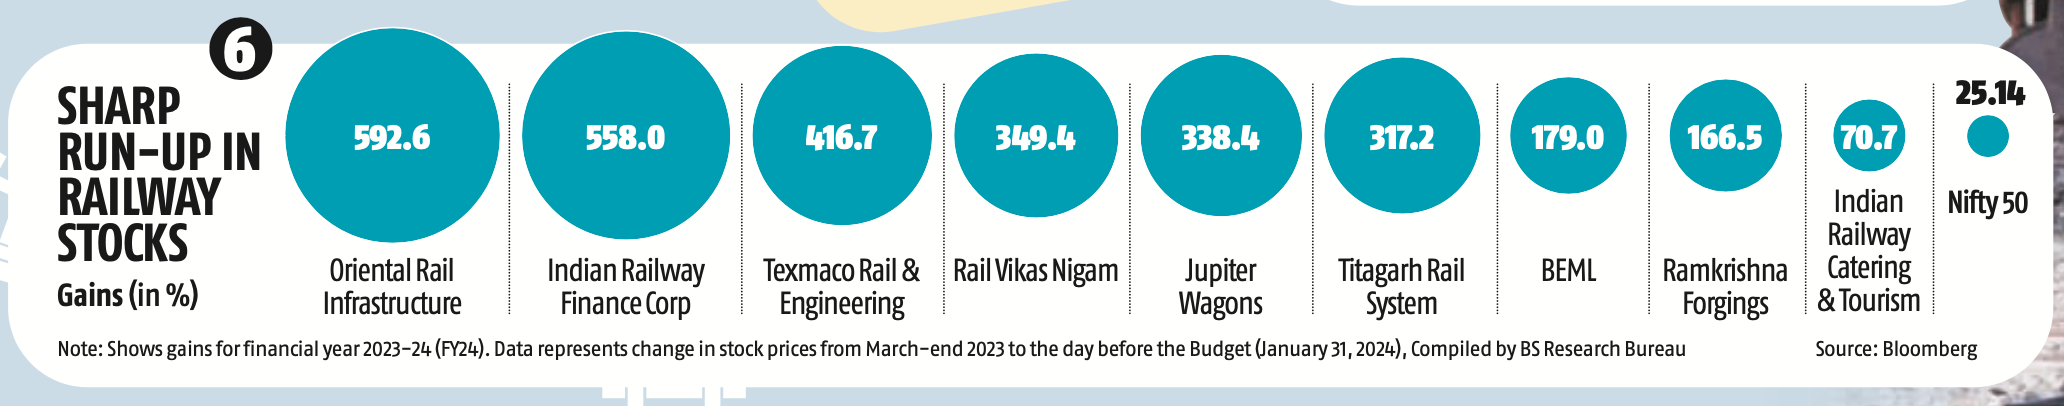 6
SHARP
RUN-UP IN
RAILWAY
STOCKS
Gains (in %)
592.6
Oriental Rail
Infrastructure
558.0
Indian Railway
Finance Corp
416.7
Texmaco Rail &
Engineering
349.4
Rail Vikas Nigam
338.4
Jupiter
Wagons
317.2
Titagarh Rail
System
179.0
BEML
166.5
Ramkrishna
Forgings
70.7
Indian
Railway
Catering
& Tourism
25.14
Nifty 50
Note: Shows gains for financial year 2023-24 (FY24). Data represents change in stock prices from March-end 2023 to the day before the Budget (January 31, 2024), Compiled by BS Research Bureau
Source: Bloomberg